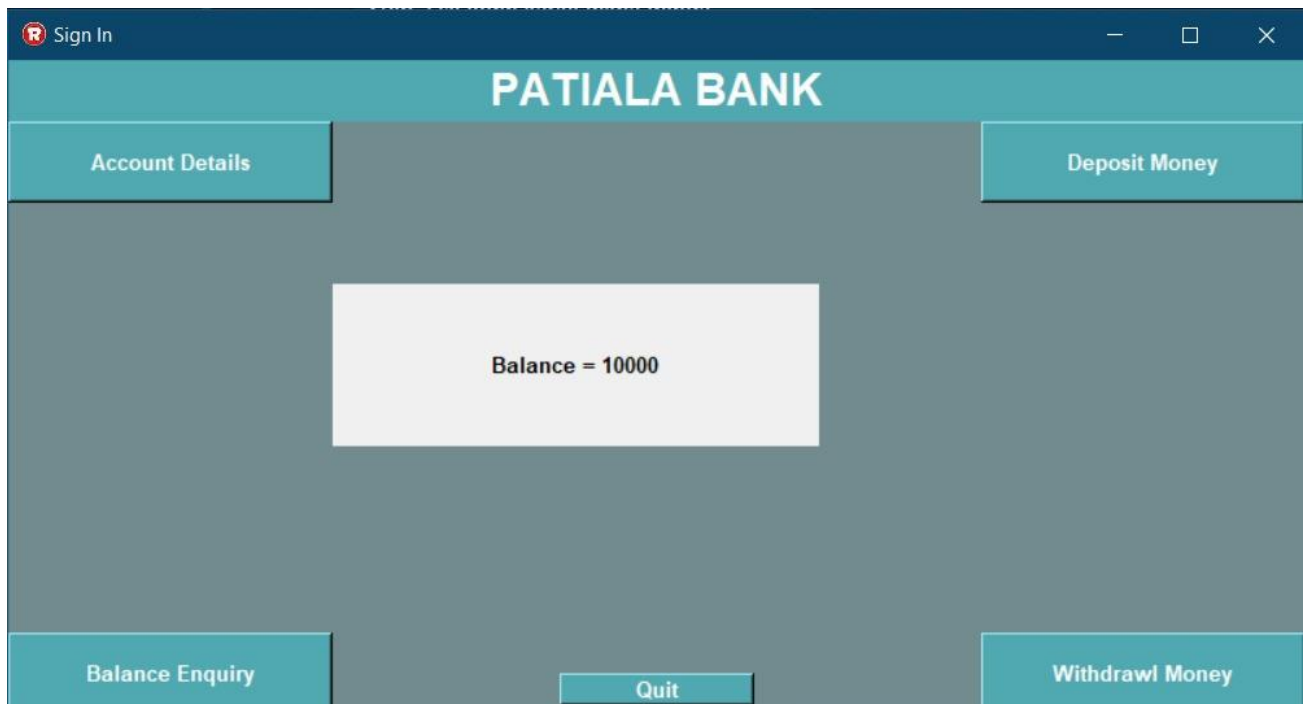 Sign In
PATIALA BANK
Account Details
Deposit Money
Balance = 10000
Balance Enquiry
Withdrawl Money
Quit